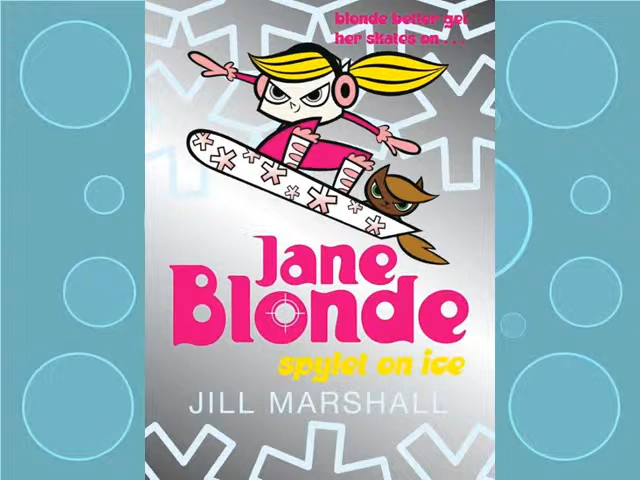 blonde better get
her skates on . . .
Jane
Blonde
spylet on ice
JILL MARSHALL